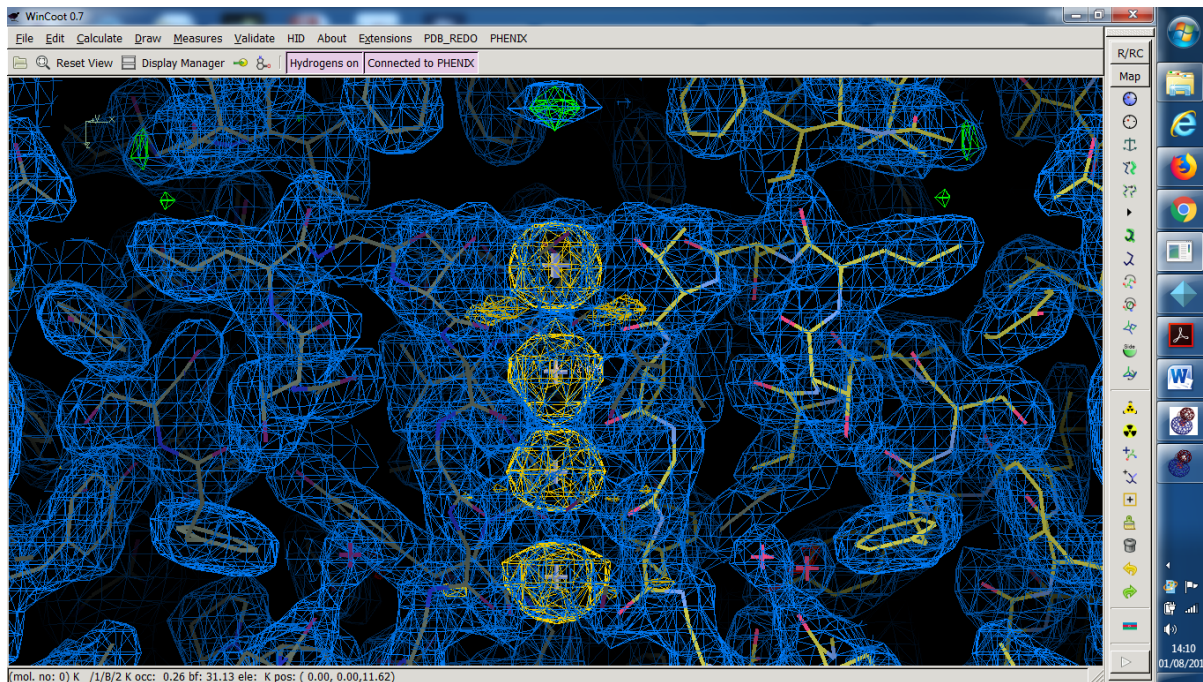 WinCoot 0.7
File Edit Calculate Draw Measures Validate HID About Extensions PDB_REDO PHENIX
Reset View Display Manager Hydrogens on Connected to PHENIX
R/RC
Map
Side
(mol. no: 0) K /1/B/2 K occ: 0.26 bf: 31.13 ele: K pos: ( 0.00, 0.00,11.62)
14:10
01/08/201